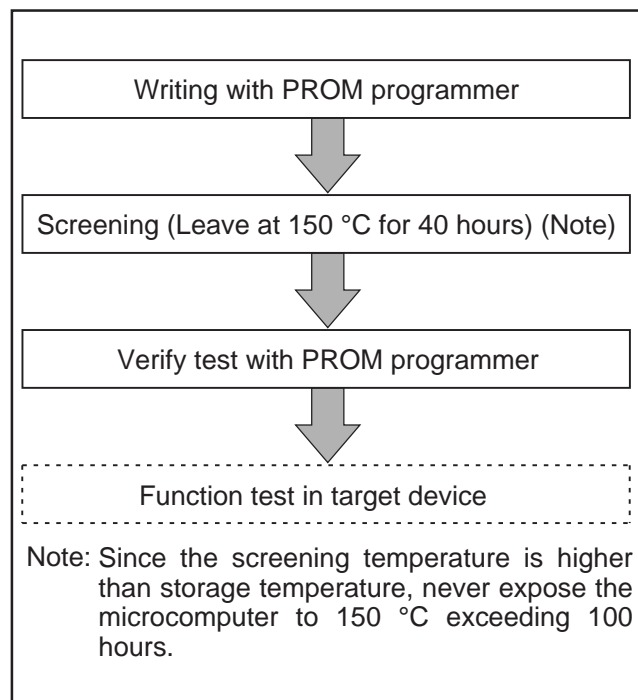 Writing with PROM programmer
Screening (Leave at 150 °C for 40 hours) (Note)
Verify test with PROM programmer
Function test in target device
Note: Since the screening temperature is higher
than storage temperature, never expose the
microcomputer to 150 °C exceeding 100
hours.